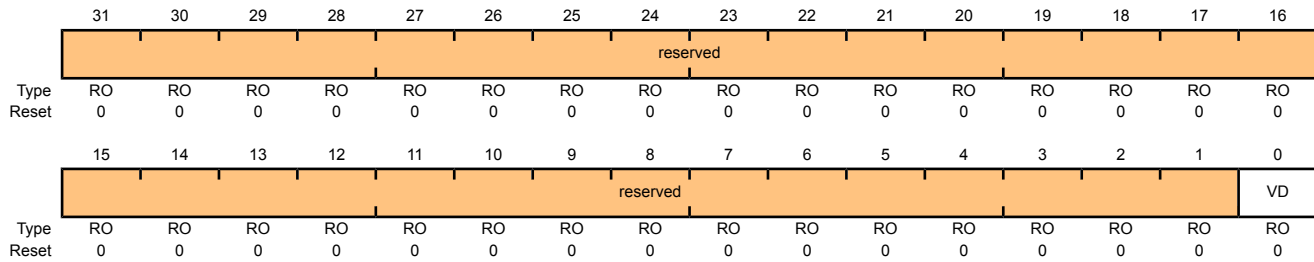 31 30 29 28 27 26 25 24 23 22 21 20 19 18 17 16
reserved
Type RO RO RO RO RO RO RO RO RO RO RO RO RO RO RO RO
Reset 0 0 0 0 0 0 0 0 0 0 0 0 0 0 0 0
15 14 13 12 11 10 9 8 7 6 5 4 3 2 1 0
reserved VD
Type RO RO RO RO RO RO RO RO RO RO RO RO RO RO RO RO
Reset 0 0 0 0 0 0 0 0 0 0 0 0 0 0 0 0